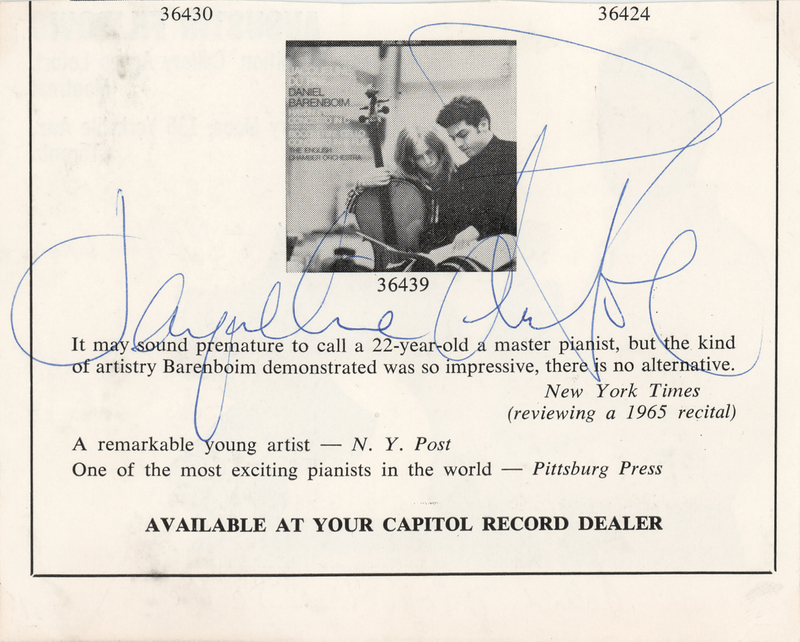 36430
36424
DANIEL
BARENBOIM
THE ENGLISH
CHAMBER ORCHESTRA
36439
Jacqueline du Pré
It may sound premature to call a 22-year-old a master pianist, but the kind
of artistry Barenboim demonstrated was so impressive, there is no alternative.
New York Times
(reviewing a 1965 recital)
A remarkable young artist — N. Y. Post
One of the most exciting pianists in the world — Pittsburg Press
AVAILABLE AT YOUR CAPITOL RECORD DEALER